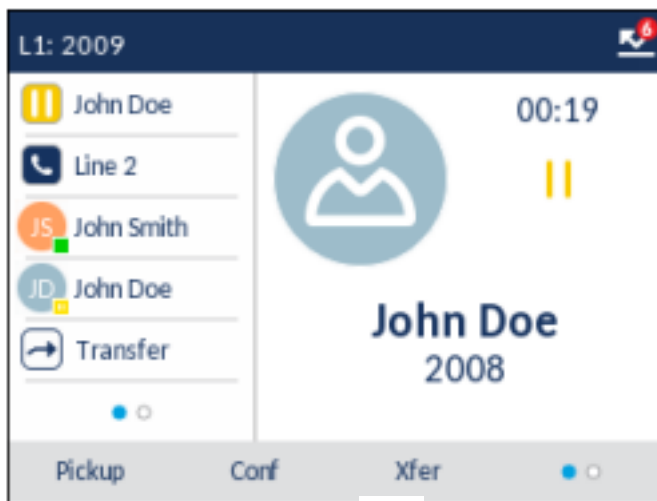 L1: 2009
6
John Doe
00:19
Line 2
JS
John Smith
JD
John Doe
Transfer
John Doe
2008
Pickup
Conf
Xfer